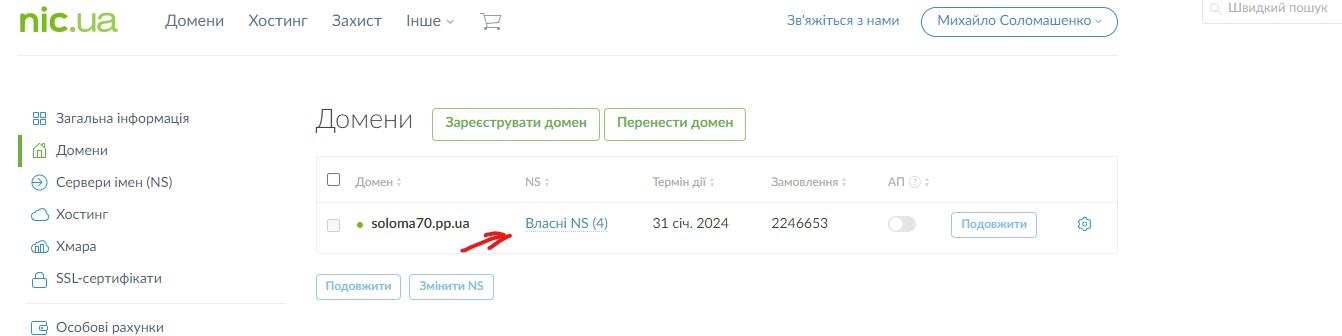 nic.ua Домени Хостинг Захист Інше Зв'яжіться з нами Михайло Соломашенко Швидкий пошук
Загальна інформація
Домени
Сервери імен (NS)
Хостинг
Хмара
SSL-сертифікати
Особові рахунки
Домени Зареєструвати домен Перенести домен
Домен NS Термін дії Замовлення АП ?
soloma70.pp.ua Власні NS (4) 31 січ. 2024 2246653 Подовжити
Подовжити Змінити NS